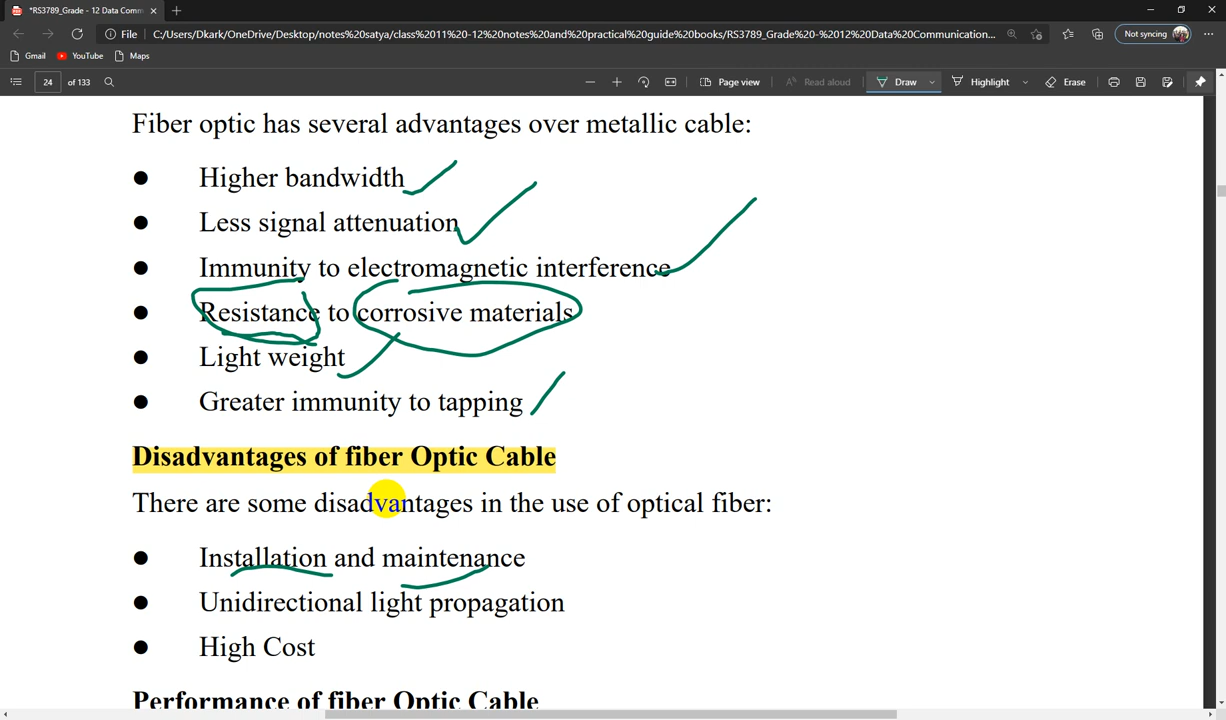 *RS3789_Grade - 12 Data Comm
File C:/Users/Dkark/OneDrive/Desktop/notes%20satya/class%2011%20-12%20notes%20and%20practical%20guide%20books/RS3789_Grade%20-%2012%20Data%20Communication... Not syncing
Gmail YouTube Maps
24 of 133 Page view Read aloud Draw Highlight Erase
Fiber optic has several advantages over metallic cable:
● Higher bandwidth
● Less signal attenuation
● Immunity to electromagnetic interference
● Resistance to corrosive materials
● Light weight
● Greater immunity to tapping
Disadvantages of fiber Optic Cable
There are some disadvantages in the use of optical fiber:
● Installation and maintenance
● Unidirectional light propagation
● High Cost
Performance of fiber Optic Cable